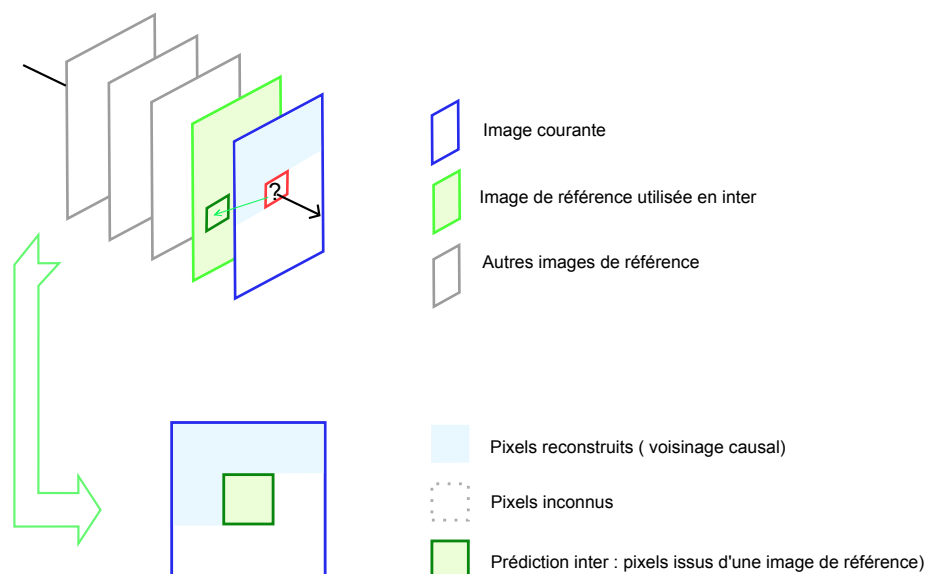 Image courante
?
Image de référence utilisée en inter
Autres images de référence
Pixels reconstruits ( voisinage causal)
Pixels inconnus
Prédiction inter : pixels issus d'une image de référence)